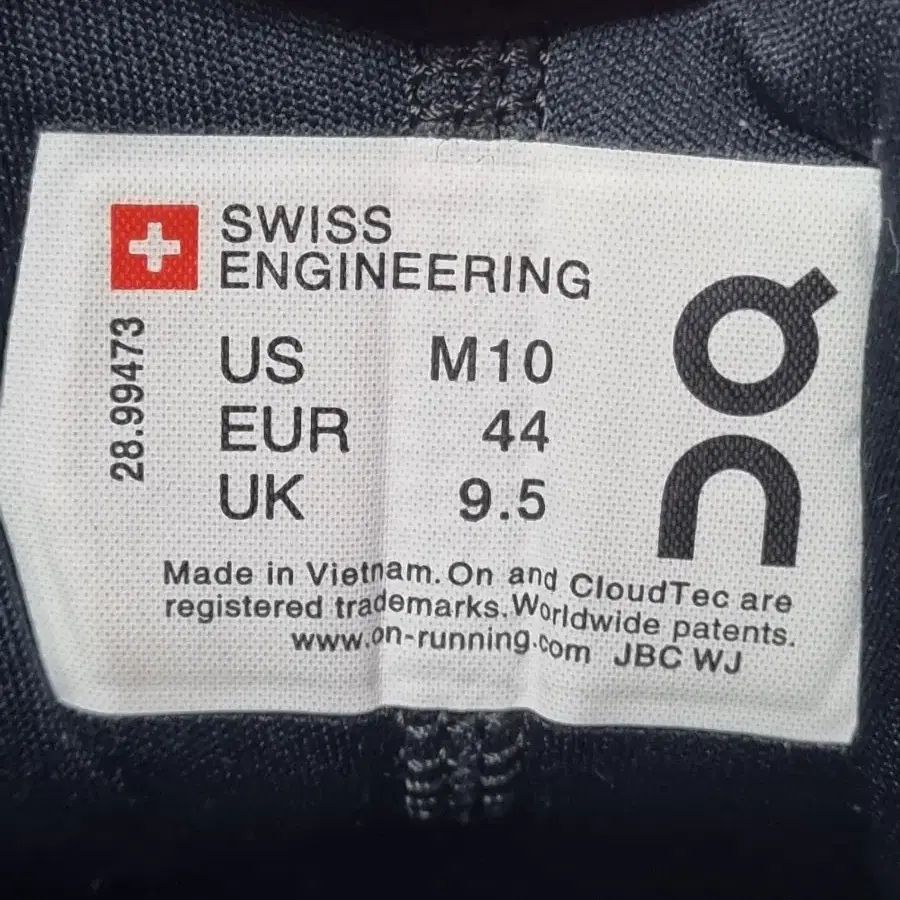 SWISS
ENGINEERING
28.99473
US M10
EUR 44
UK 9.5
On
Made in Vietnam. On and CloudTec are
registered trademarks. Worldwide patents.
www.on-running.com JBC WJ